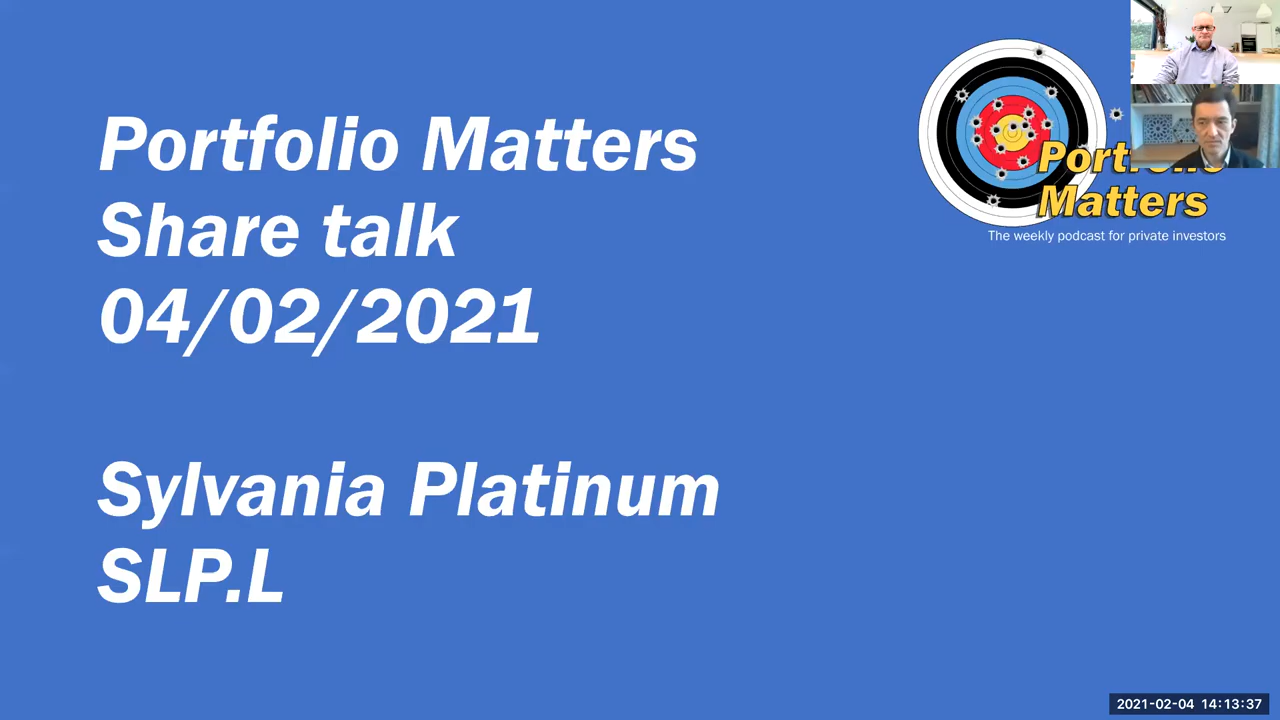 Portfolio Matters
Share talk
04/02/2021
Sylvania Platinum
SLP.L
Matters
The weekly podcast for private investors
2021-02-04 14:13:37